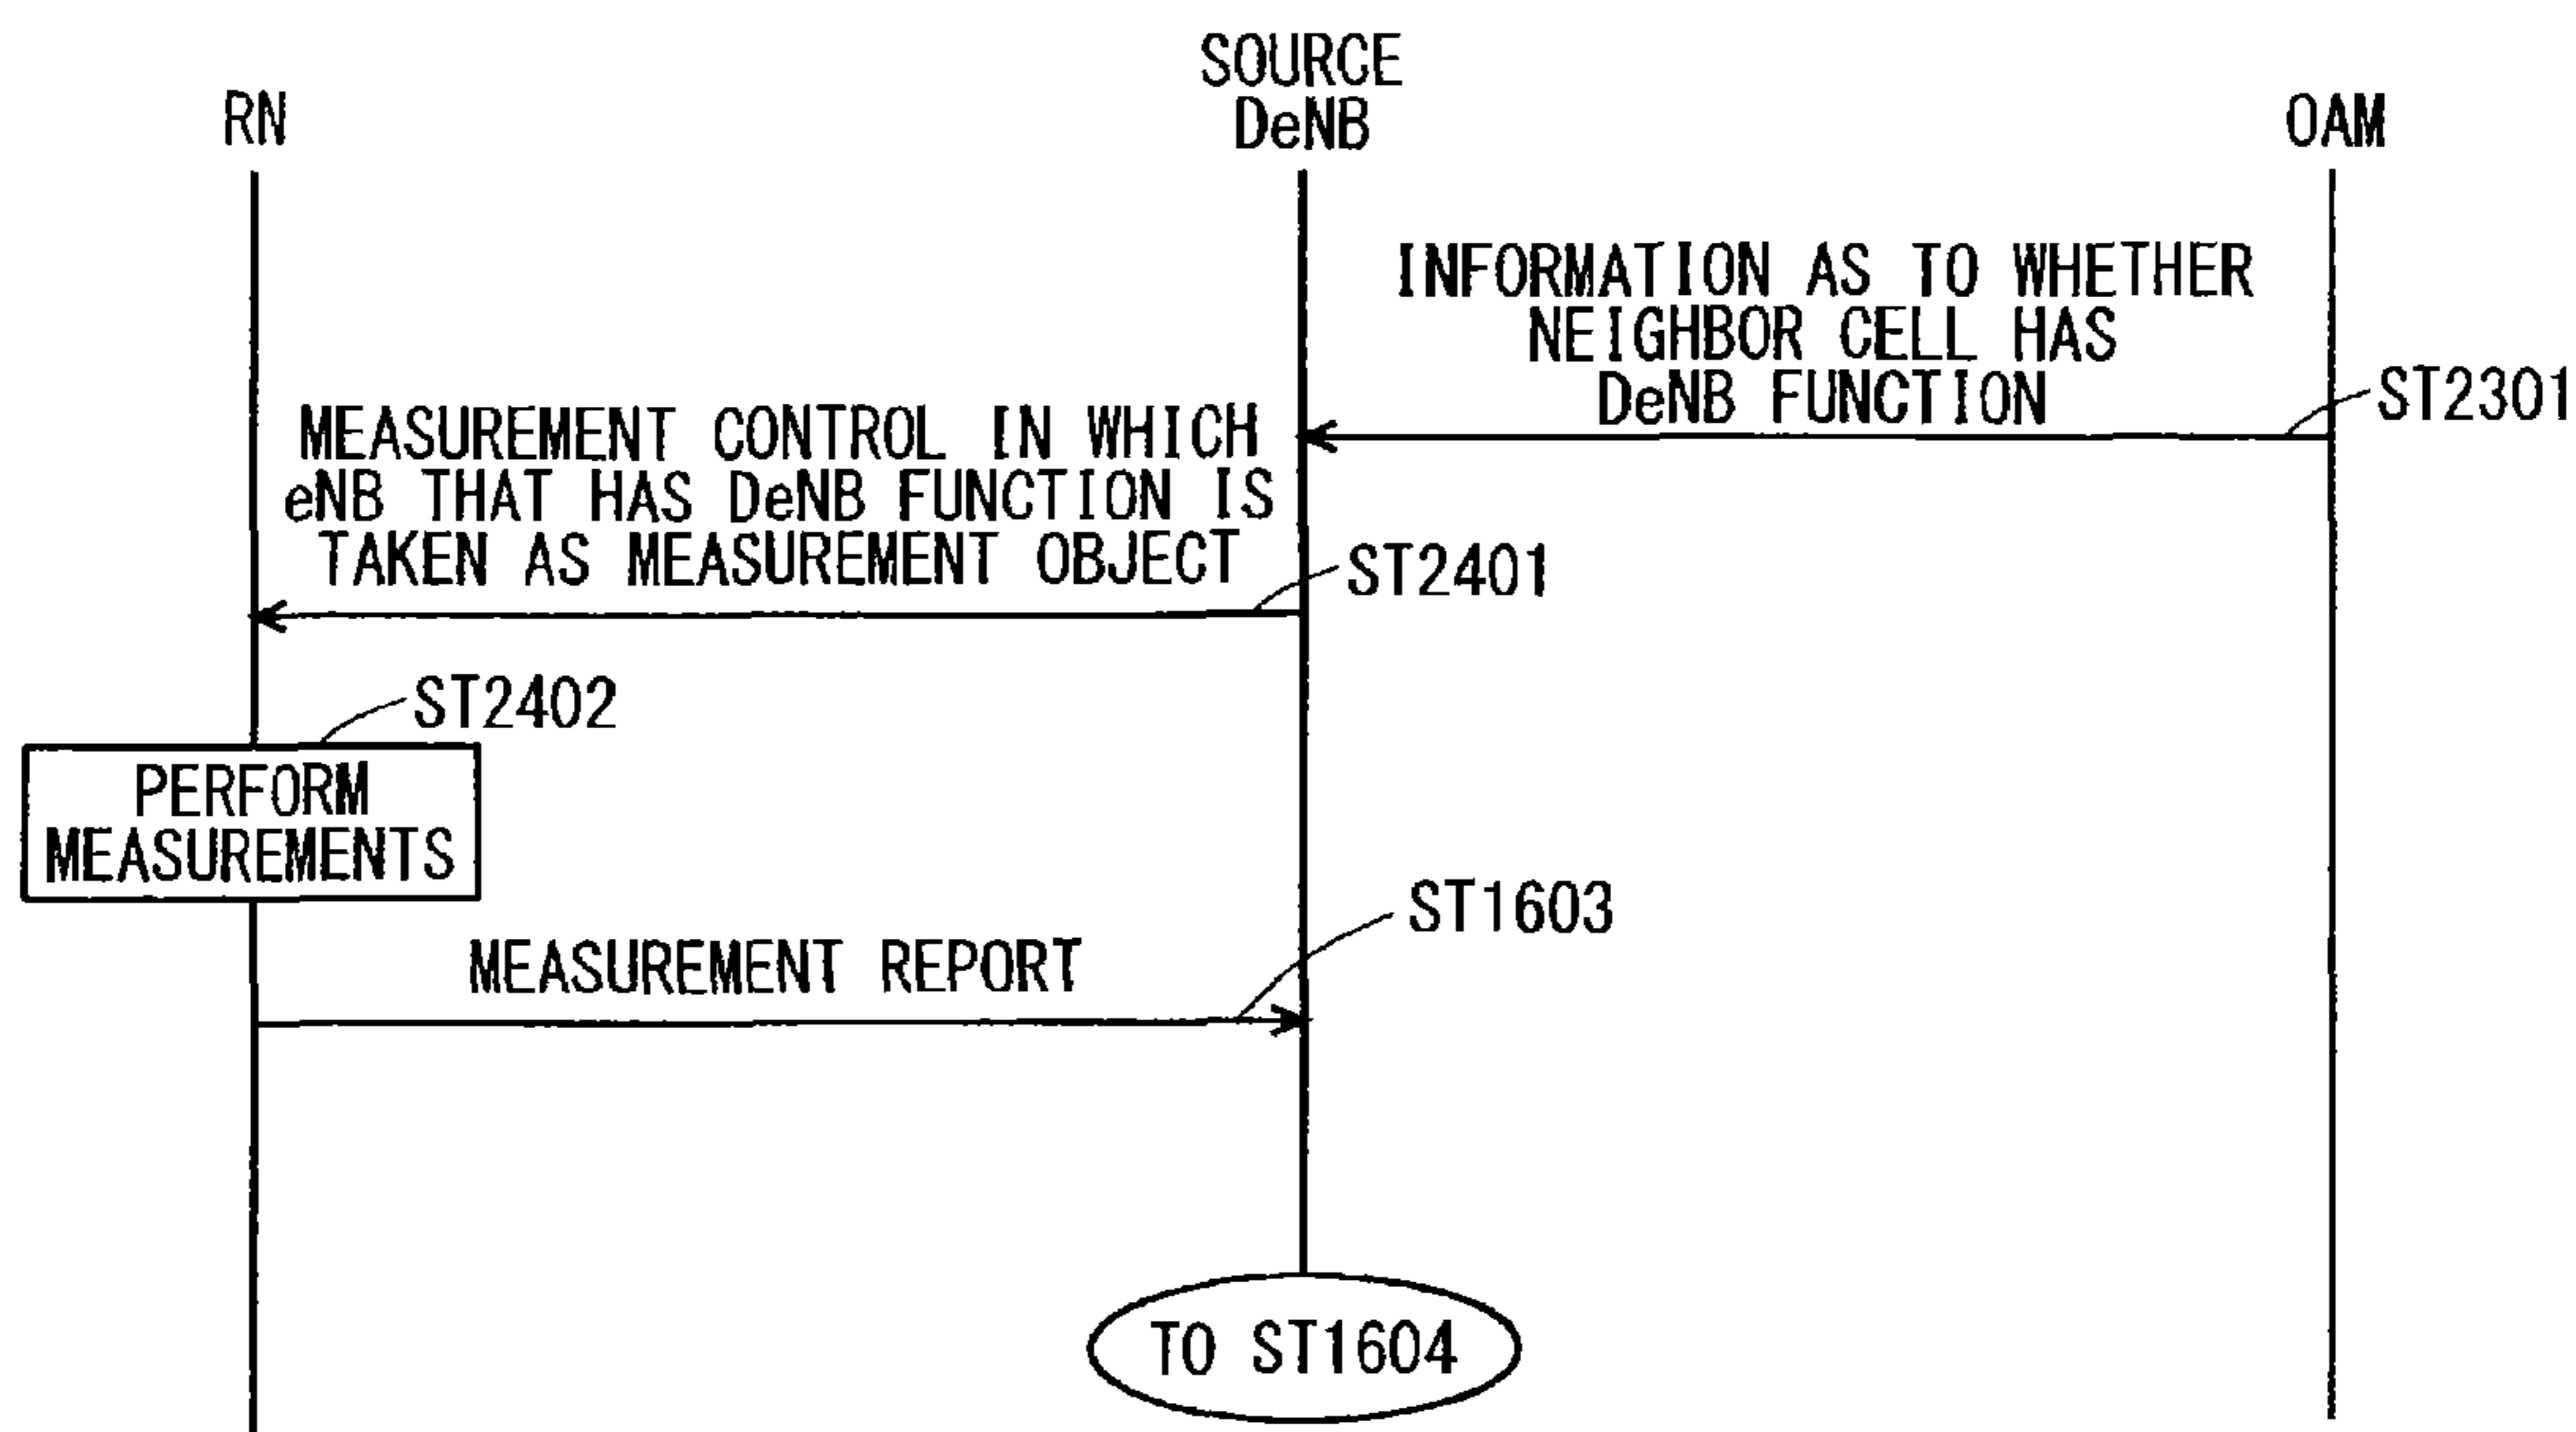 RN
SOURCE
DeNB
OAM
INFORMATION AS TO WHETHER
NEIGHBOR CELL HAS
DeNB FUNCTION
ST2301
MEASUREMENT CONTROL IN WHICH
eNB THAT HAS DeNB FUNCTION IS
TAKEN AS MEASUREMENT OBJECT
ST2401
ST2402
PERFORM
MEASUREMENTS
ST1603
MEASUREMENT REPORT
TO ST1604